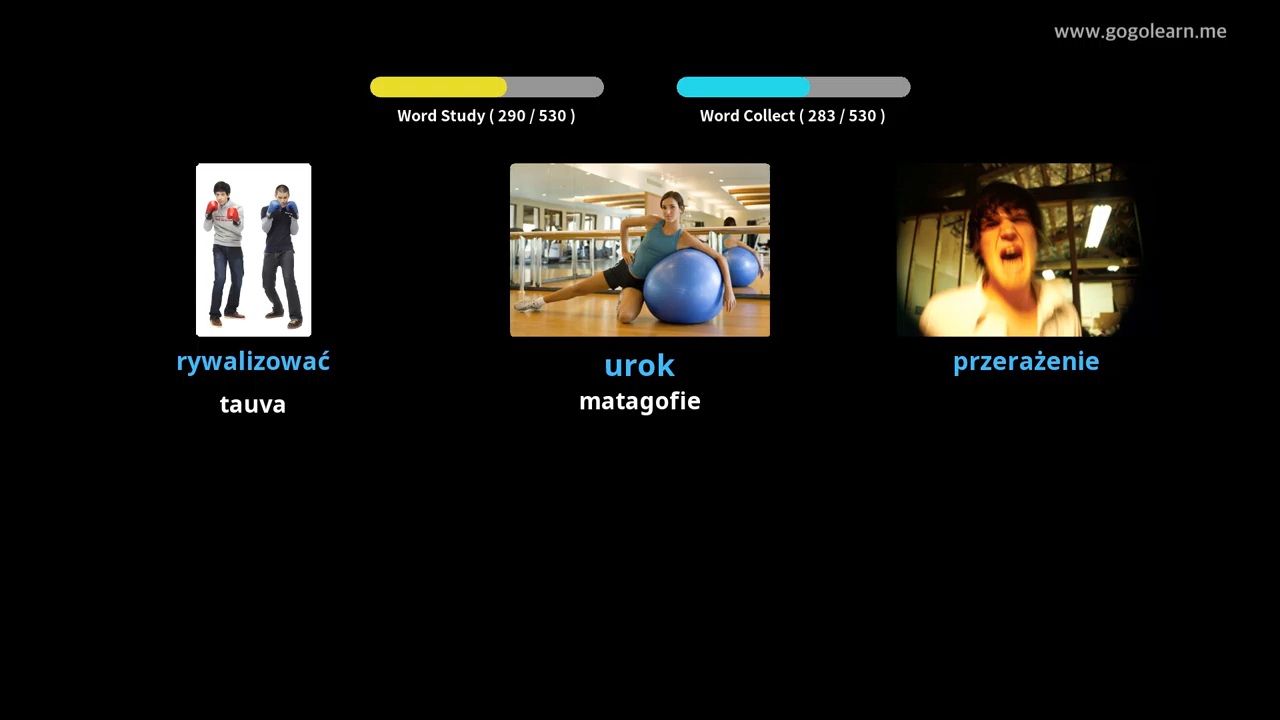 www.gogolearn.me
Word Study ( 290 / 530 )
Word Collect ( 283 / 530 )
rywalizować
urok
przerażenie
tauva
matagofie